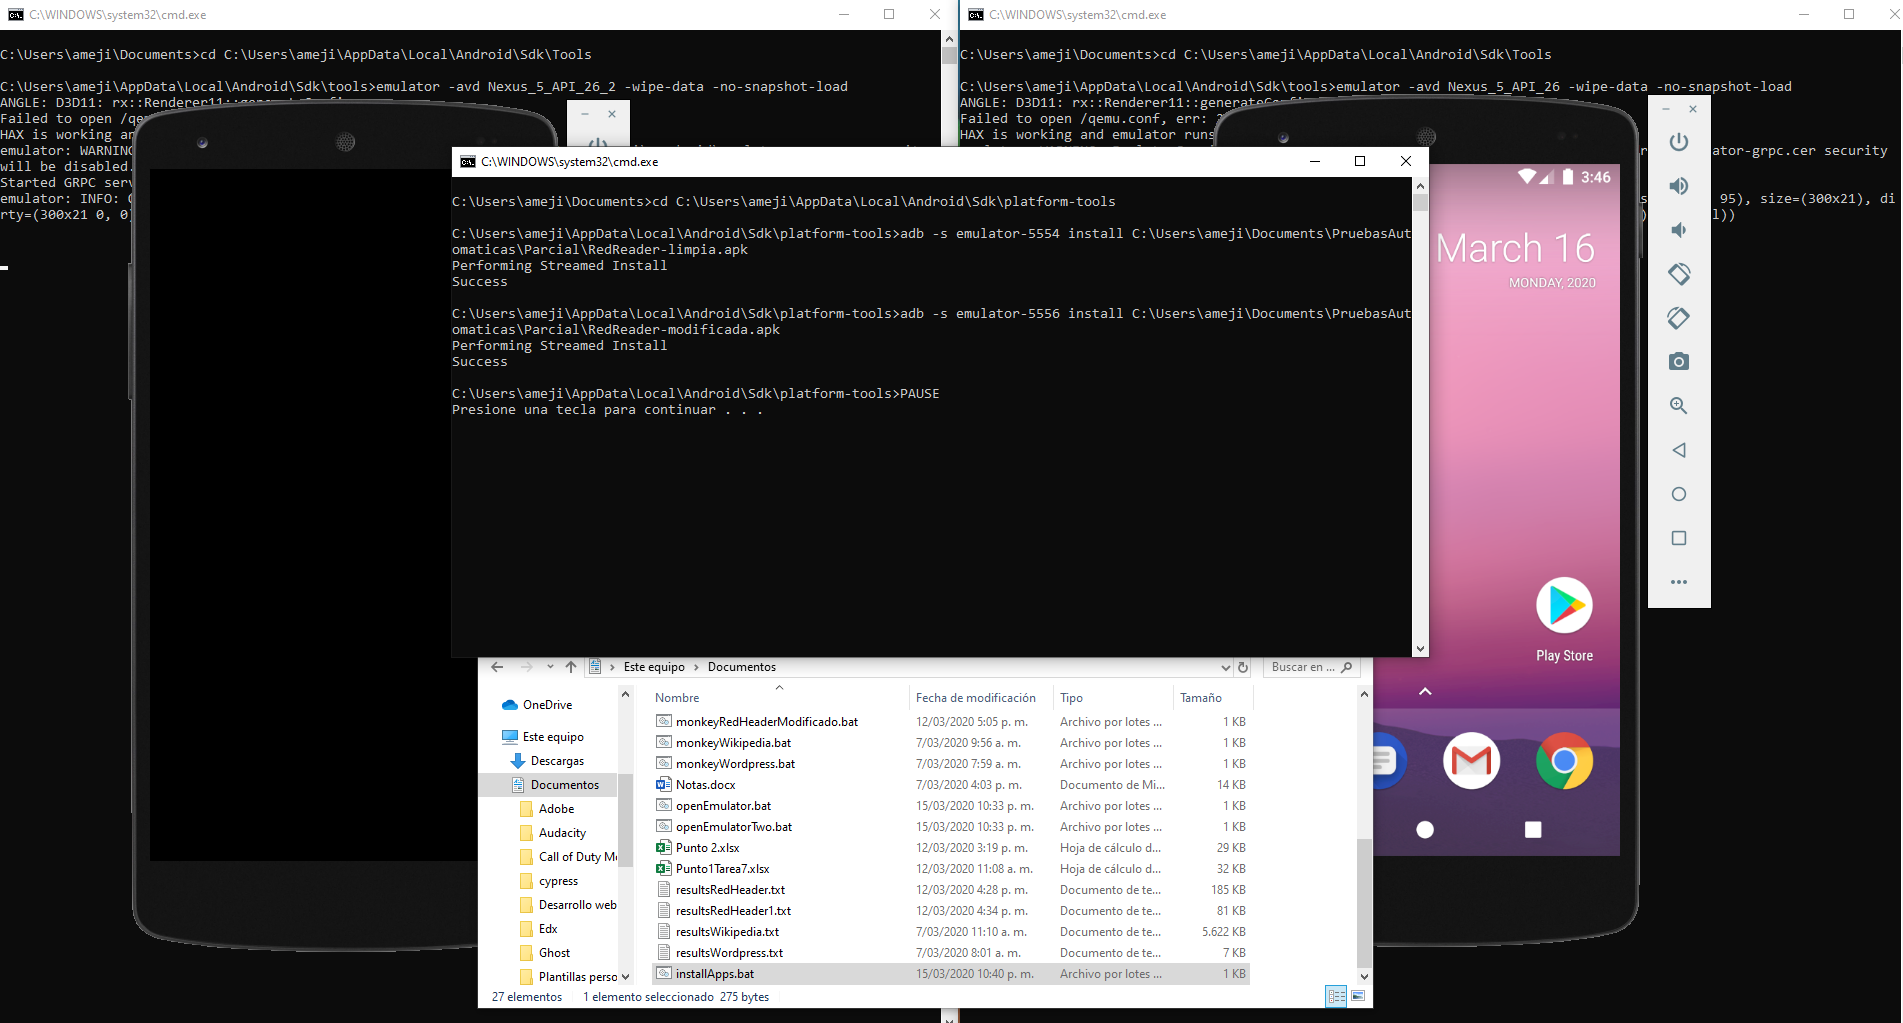 C:\WINDOWS\system32\cmd.exe
C:\Users\ameji\Documents>cd C:\Users\ameji\AppData\Local\Android\Sdk\Tools
C:\Users\ameji\AppData\Local\Android\Sdk\tools>emulator -avd Nexus_5_API_26_2 -wipe-data -no-snapshot-load
ANGLE: D3D11: rx::Renderer11::generateConfi
Failed to open /qem
HAX is working an
emulator: WARNING
will be disabled.
Started GRPC serv
emulator: INFO: C
rty=(300x21 0, 0)
C:\WINDOWS\system32\cmd.exe
C:\Users\ameji\Documents>cd C:\Users\ameji\AppData\Local\Android\Sdk\Tools
C:\Users\ameji\AppData\Local\Android\Sdk\tools>emulator -avd Nexus_5_API_26 -wipe-data -no-snapshot-load
ANGLE: D3D11: rx::Renderer11::generateConfi
Failed to open /qemu.conf, err:
HAX is working and emulator runs
ator-grpc.cer security
95), size=(300x21), di
l))
C:\WINDOWS\system32\cmd.exe
C:\Users\ameji\Documents>cd C:\Users\ameji\AppData\Local\Android\Sdk\platform-tools
C:\Users\ameji\AppData\Local\Android\Sdk\platform-tools>adb -s emulator-5554 install C:\Users\ameji\Documents\PruebasAut
omaticas\Parcial\RedReader-limpia.apk
Performing Streamed Install
Success
C:\Users\ameji\AppData\Local\Android\Sdk\platform-tools>adb -s emulator-5556 install C:\Users\ameji\Documents\PruebasAut
omaticas\Parcial\RedReader-modificada.apk
Performing Streamed Install
Success
C:\Users\ameji\AppData\Local\Android\Sdk\platform-tools>PAUSE
Presione una tecla para continuar . . .
3:46
March 16
MONDAY, 2020
Play Store
Este equipo > Documentos
Buscar en ...
OneDrive
Este equipo
Descargas
Documentos
Adobe
Audacity
Call of Duty Mo
cypress
Desarrollo web
Edx
Ghost
Plantillas perso
Nombre Fecha de modificación Tipo Tamaño
monkeyRedHeaderModificado.bat 12/03/2020 5:05 p. m. Archivo por lotes ... 1 KB
monkeyWikipedia.bat 7/03/2020 9:56 a. m. Archivo por lotes ... 1 KB
monkeyWordpress.bat 7/03/2020 7:59 a. m. Archivo por lotes ... 1 KB
Notas.docx 7/03/2020 4:03 p. m. Documento de Mi... 14 KB
openEmulator.bat 15/03/2020 10:33 p. m. Archivo por lotes ... 1 KB
openEmulatorTwo.bat 15/03/2020 10:33 p. m. Archivo por lotes ... 1 KB
Punto 2.xlsx 12/03/2020 3:19 p. m. Hoja de cálculo d... 29 KB
Punto1Tarea7.xlsx 12/03/2020 11:08 a. m. Hoja de cálculo d... 32 KB
resultsRedHeader.txt 12/03/2020 4:28 p. m. Documento de te... 185 KB
resultsRedHeader1.txt 12/03/2020 4:34 p. m. Documento de te... 81 KB
resultsWikipedia.txt 7/03/2020 11:10 a. m. Documento de te... 5.622 KB
resultsWordpress.txt 7/03/2020 8:01 a. m. Documento de te... 7 KB
installApps.bat 15/03/2020 10:40 p. m. Archivo por lotes ... 1 KB
27 elementos 1 elemento seleccionado 275 bytes